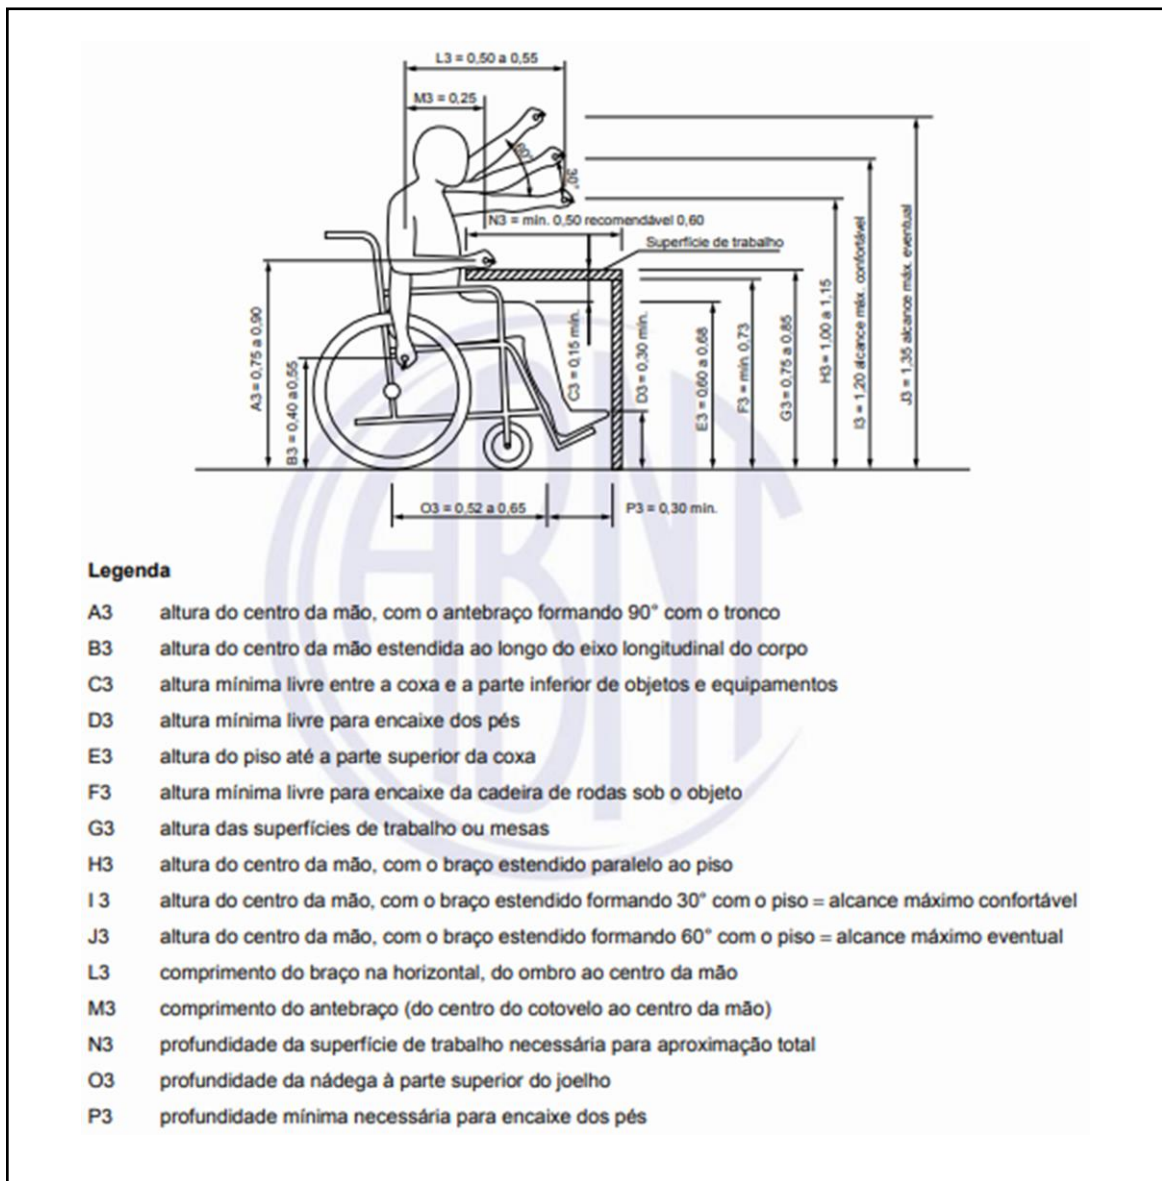 L3 = 0,50 a 0,55
M3 = 0,25
60°
30°
N3 = mín. 0,50 recomendável 0,60
Superfície de trabalho
A3 = 0,75 a 0,90
B3 = 0,40 a 0,55
C3 = 0,15 mín.
D3 = 0,30 mín.
E3 = 0,60 a 0,68
F3 = mín. 0,73
G3 = 0,75 a 0,85
H3 = 1,00 a 1,15
I3 = 1,20 alcance máx. confortável
J3 = 1,35 alcance máx. eventual
O3 = 0,52 a 0,65
P3 = 0,30 mín.
ABNT
Legenda
A3 altura do centro da mão, com o antebraço formando 90° com o tronco
B3 altura do centro da mão estendida ao longo do eixo longitudinal do corpo
C3 altura mínima livre entre a coxa e a parte inferior de objetos e equipamentos
D3 altura mínima livre para encaixe dos pés
E3 altura do piso até a parte superior da coxa
F3 altura mínima livre para encaixe da cadeira de rodas sob o objeto
G3 altura das superfícies de trabalho ou mesas
H3 altura do centro da mão, com o braço estendido paralelo ao piso
I 3 altura do centro da mão, com o braço estendido formando 30° com o piso = alcance máximo confortável
J3 altura do centro da mão, com o braço estendido formando 60° com o piso = alcance máximo eventual
L3 comprimento do braço na horizontal, do ombro ao centro da mão
M3 comprimento do antebraço (do centro do cotovelo ao centro da mão)
N3 profundidade da superfície de trabalho necessária para aproximação total
O3 profundidade da nádega à parte superior do joelho
P3 profundidade mínima necessária para encaixe dos pés